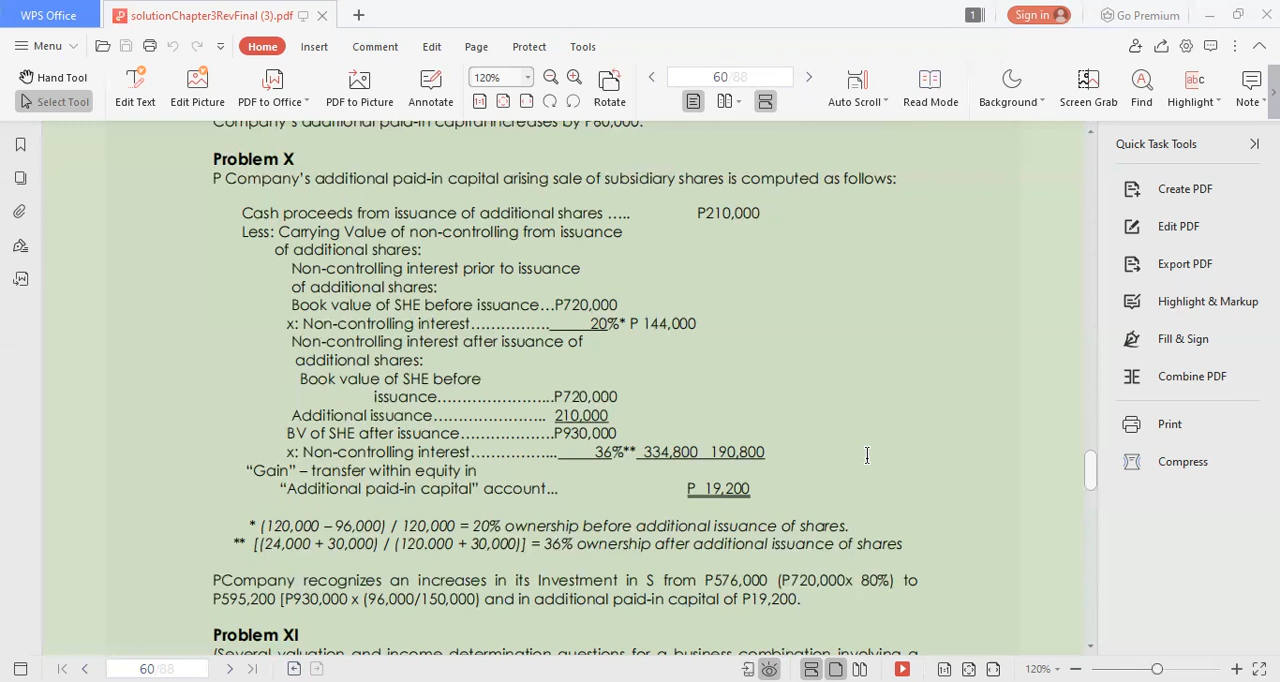 WPS Office
solutionChapter3RevFinal (3).pdf
1
Sign in
Go Premium
Menu
Home
Insert
Comment
Edit
Page
Protect
Tools
Hand Tool
Select Tool
Edit Text
Edit Picture
PDF to Office
PDF to Picture
Annotate
120%
Rotate
60/88
Auto Scroll
Read Mode
Background
Screen Grab
Find
Highlight
Note
Company's additional paid-in capital increases by P60,000.
Problem X
P Company's additional paid-in capital arising sale of subsidiary shares is computed as follows:
Cash proceeds from issuance of additional shares ….. P210,000
Less: Carrying Value of non-controlling from issuance
of additional shares:
Non-controlling interest prior to issuance
of additional shares:
Book value of SHE before issuance…P720,000
x: Non-controlling interest……………. 20%* P 144,000
Non-controlling interest after issuance of
additional shares:
Book value of SHE before
issuance…………………..P720,000
Additional issuance…………………. 210,000
BV of SHE after issuance………………P930,000
x: Non-controlling interest……………... 36%** 334,800 190,800
"Gain" – transfer within equity in
"Additional paid-in capital" account... P 19,200
* (120,000 – 96,000) / 120,000 = 20% ownership before additional issuance of shares.
** [(24,000 + 30,000) / (120.000 + 30,000)] = 36% ownership after additional issuance of shares
PCompany recognizes an increases in its Investment in S from P576,000 (P720,000x 80%) to
P595,200 [P930,000 x (96,000/150,000) and in additional paid-in capital of P19,200.
Problem XI
(Several valuation and income determination questions for a business combination involving a
Quick Task Tools
Create PDF
Edit PDF
Export PDF
Highlight & Markup
Fill & Sign
Combine PDF
Print
Compress
60/88
120%